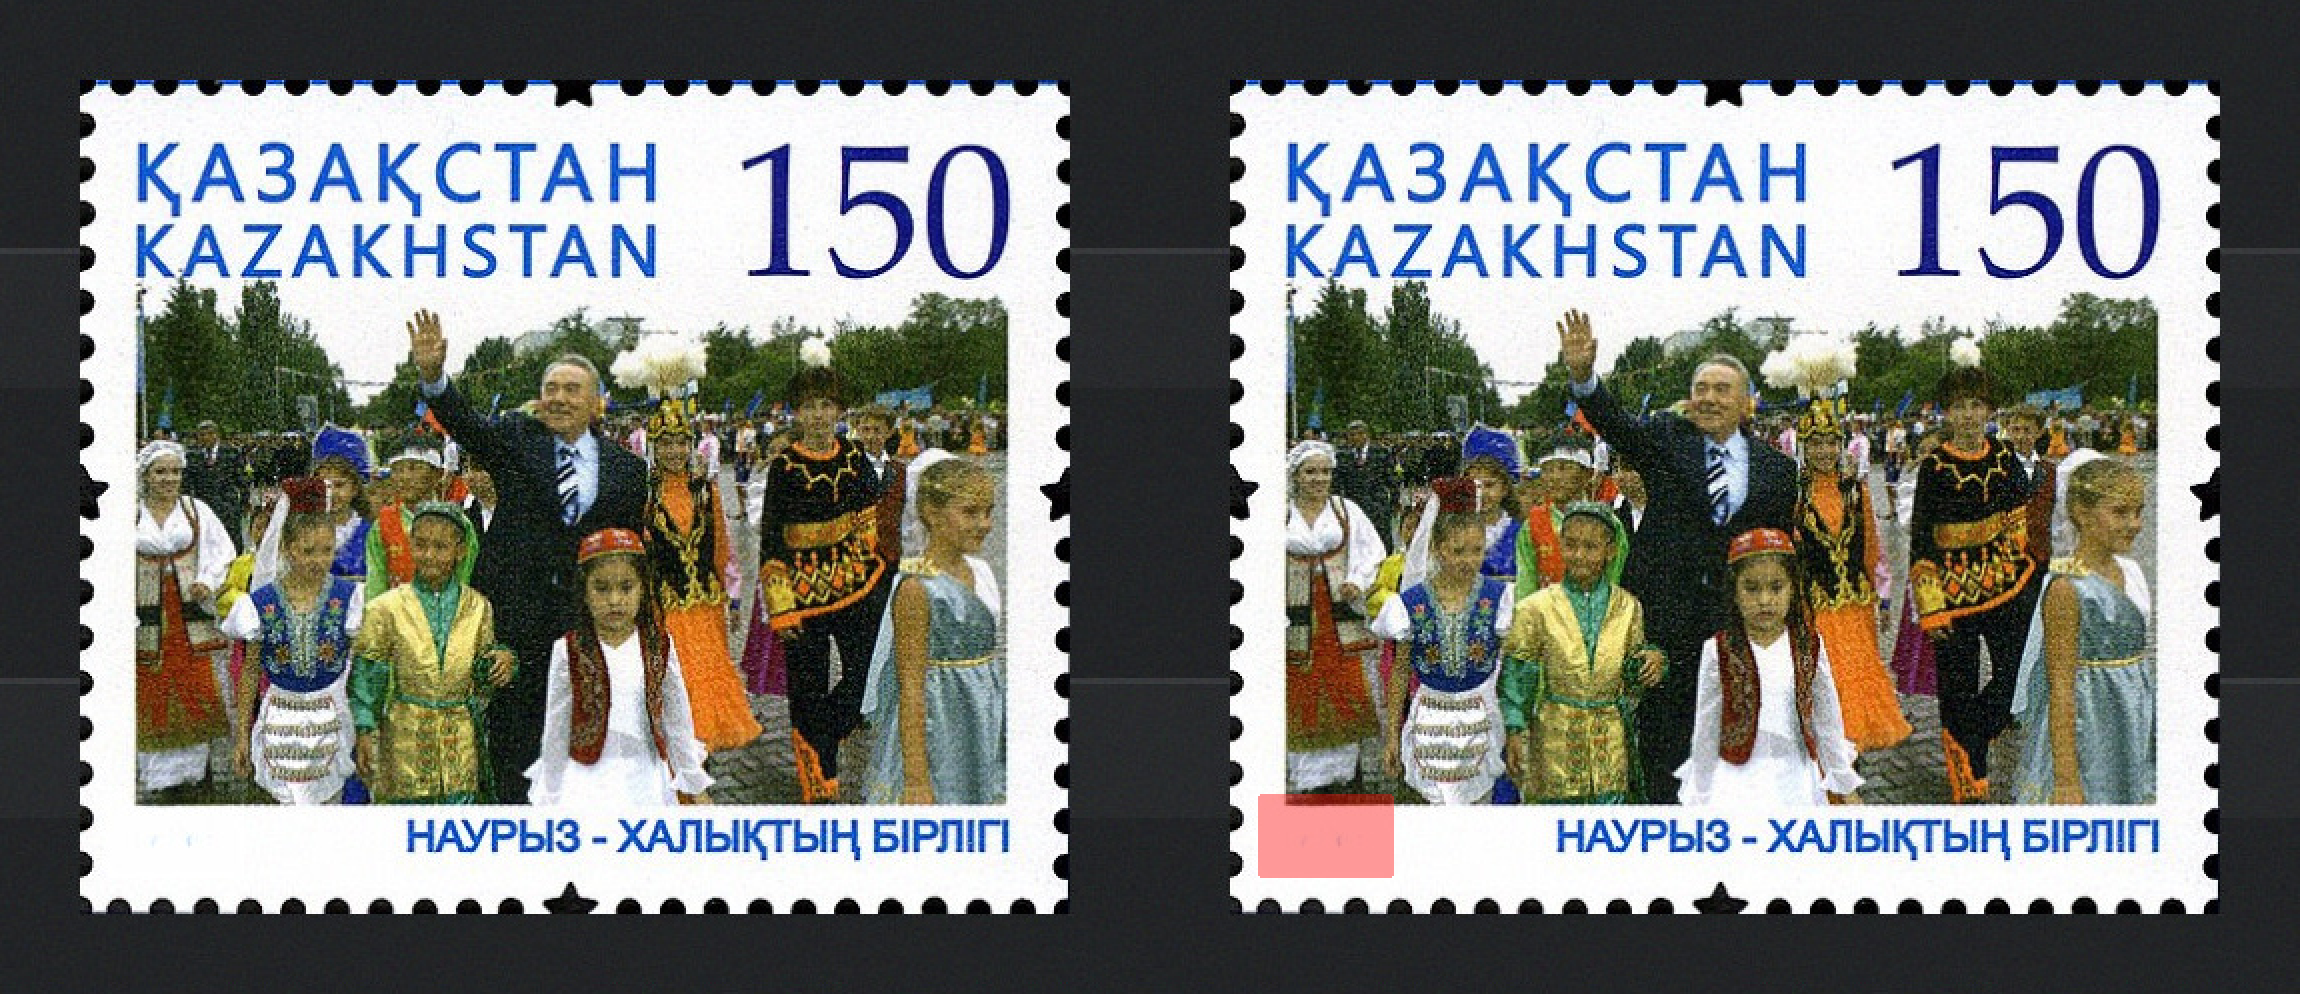 ҚАЗАҚСТАН
KAZAKHSTAN
150
НАУРЫЗ - ХАЛЫҚТЫҢ БІРЛІГІ
ҚАЗАҚСТАН
KAZAKHSTAN
150
НАУРЫЗ - ХАЛЫҚТЫҢ БІРЛІГІ